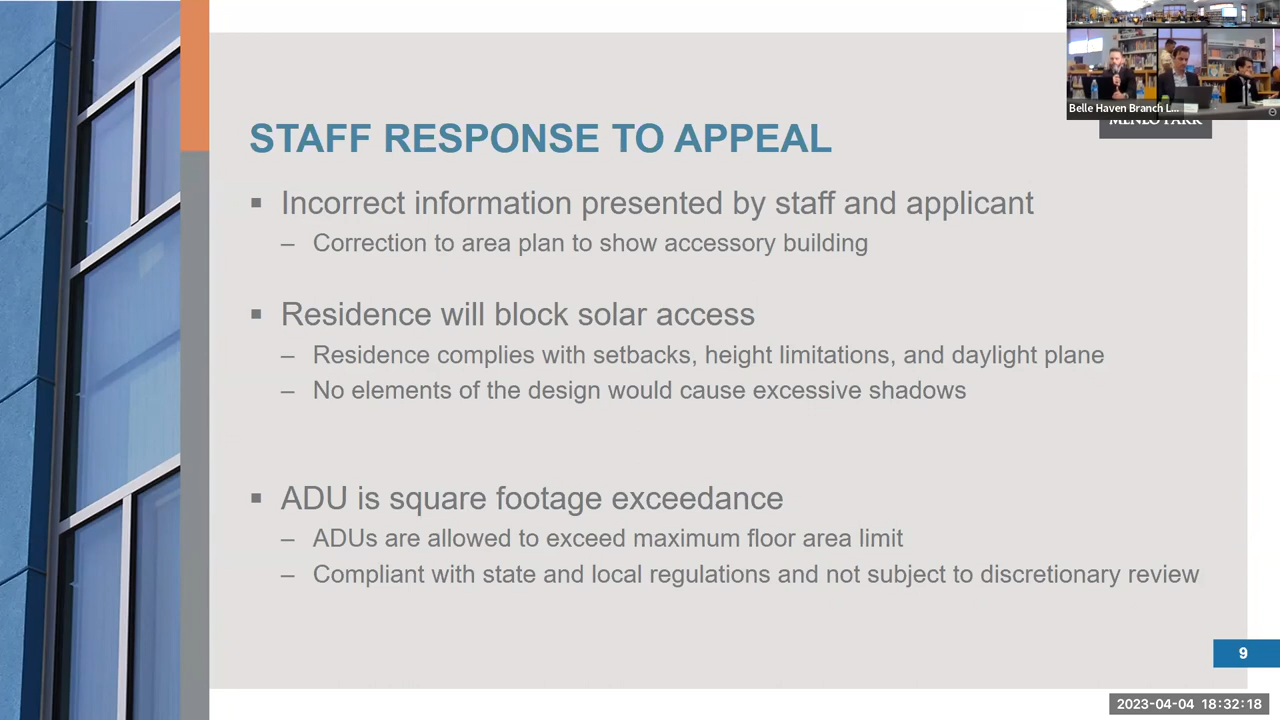 Belle Haven Branch L...
MENLO PARK
STAFF RESPONSE TO APPEAL
▪ Incorrect information presented by staff and applicant
– Correction to area plan to show accessory building
▪ Residence will block solar access
– Residence complies with setbacks, height limitations, and daylight plane
– No elements of the design would cause excessive shadows
▪ ADU is square footage exceedance
– ADUs are allowed to exceed maximum floor area limit
– Compliant with state and local regulations and not subject to discretionary review
9
2023-04-04 18:32:18